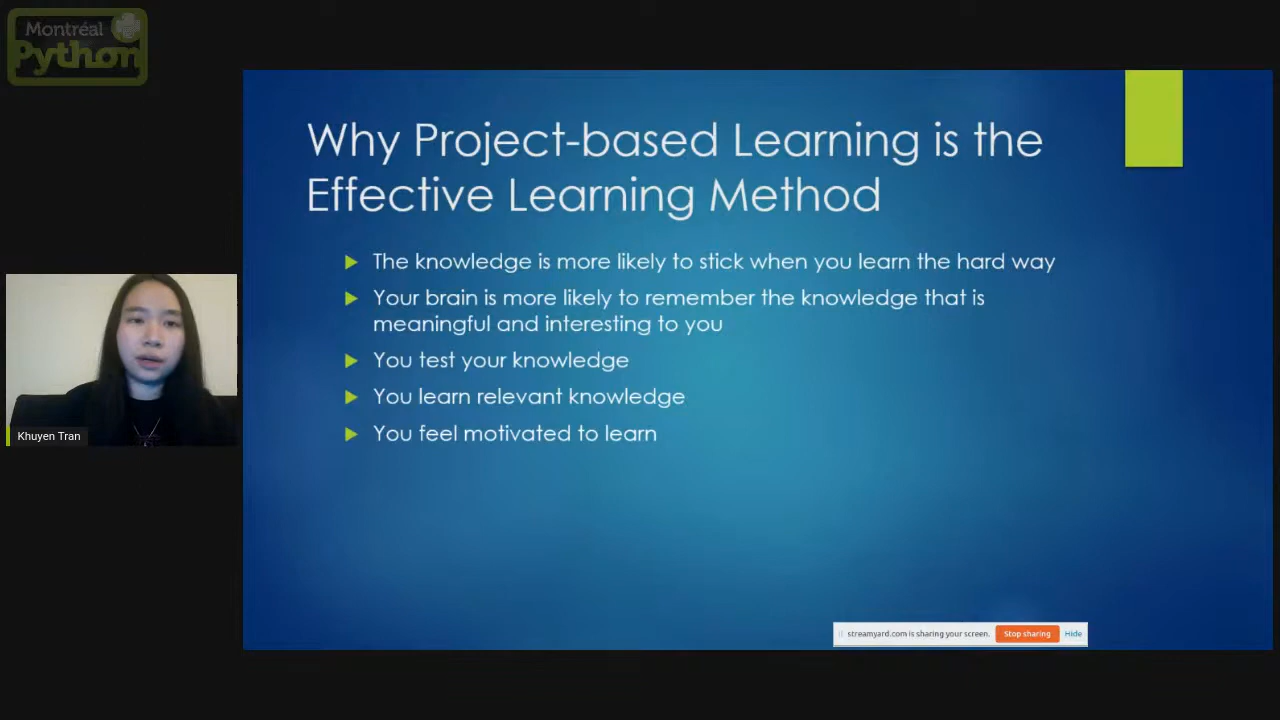 Montréal
Python
Why Project-based Learning is the
Effective Learning Method
The knowledge is more likely to stick when you learn the hard way
Your brain is more likely to remember the knowledge that is
meaningful and interesting to you
You test your knowledge
You learn relevant knowledge
You feel motivated to learn
Khuyen Tran
streamyard.com is sharing your screen. Stop sharing Hide